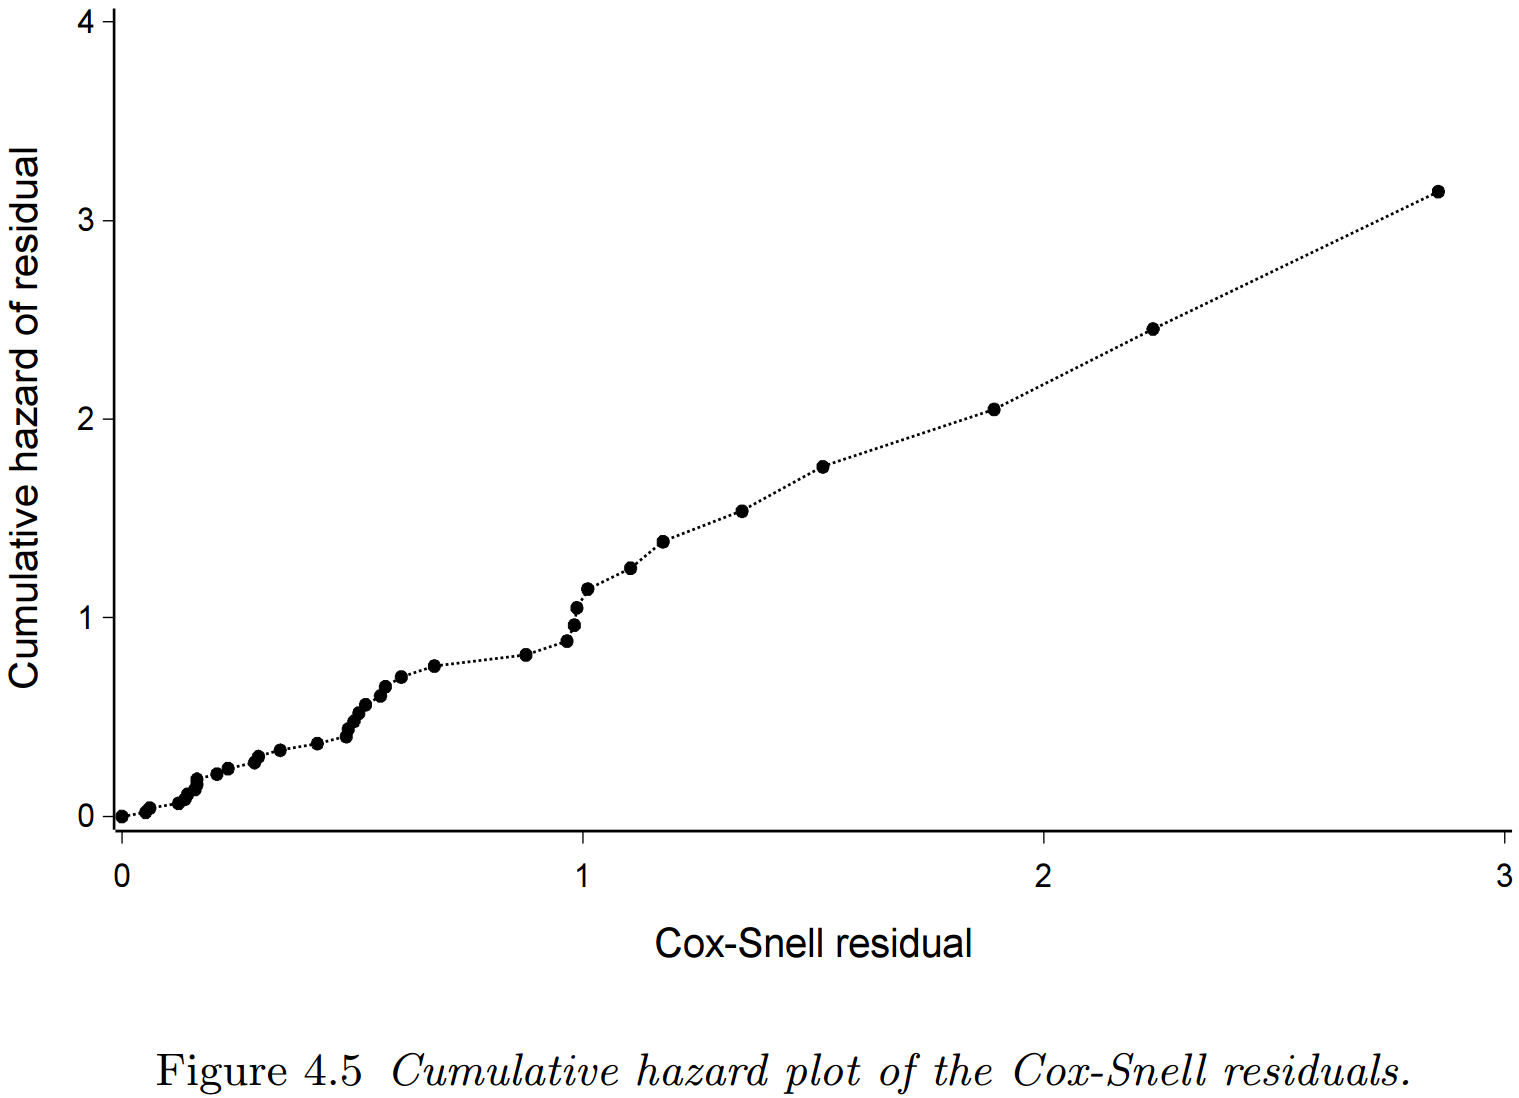 Cumulative hazard of residual
4
3
2
1
0
0 1 2 3
Cox-Snell residual
Figure 4.5 Cumulative hazard plot of the Cox-Snell residuals.